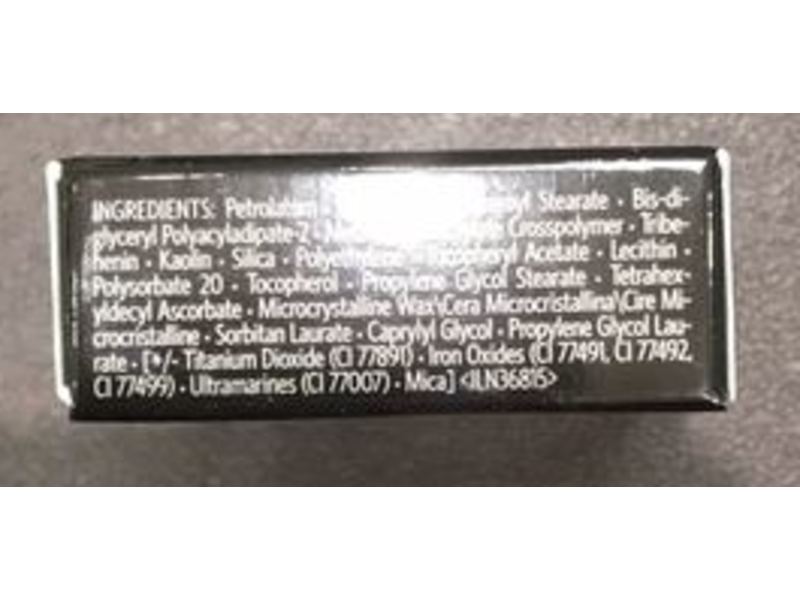 INGREDIENTS: Petrolatum Stearate · Bis-di-
glyceryl Polyacyladipate-2 · Crosspolymer · Tribe-
henin · Kaolin · Silica · Polyethylene · Tocopheryl Acetate · Lecithin ·
Polysorbate 20 · Tocopherol · Propylene Glycol Stearate · Tetrahex-
yldecyl Ascorbate · Microcrystalline Wax\Cera Microcristallina\Cire Mi-
crocristalline · Sorbitan Laurate · Caprylyl Glycol · Propylene Glycol Lau-
rate · [+/- Titanium Dioxide (CI 77891) · Iron Oxides (CI 77491, CI 77492,
CI 77499) · Ultramarines (CI 77007) · Mica] <ILN36815>